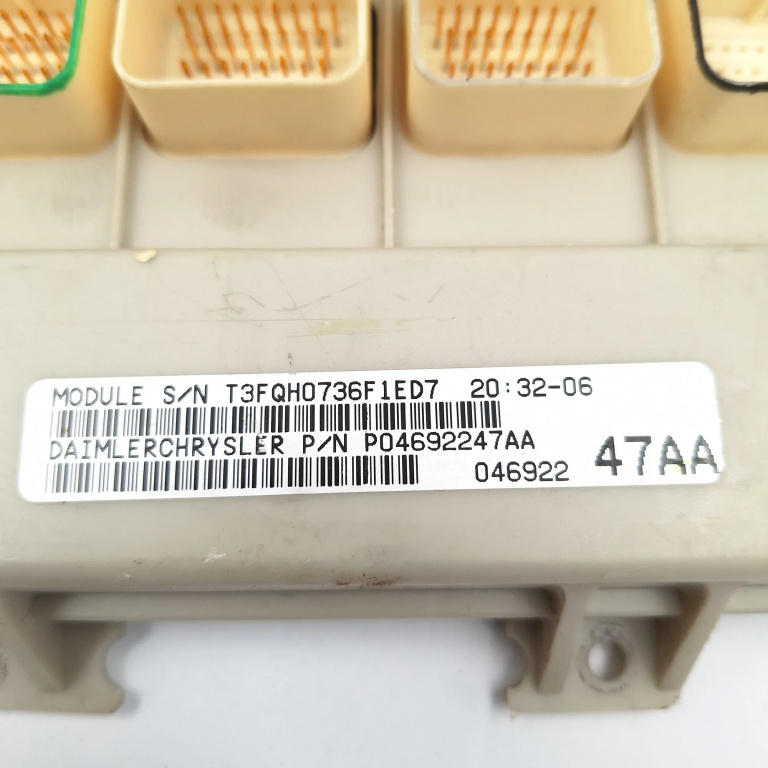 MODULE S/N T3FQH0736F1ED7 20:32-06
DAIMLERCHRYSLER P/N P04692247AA
046922 47AA